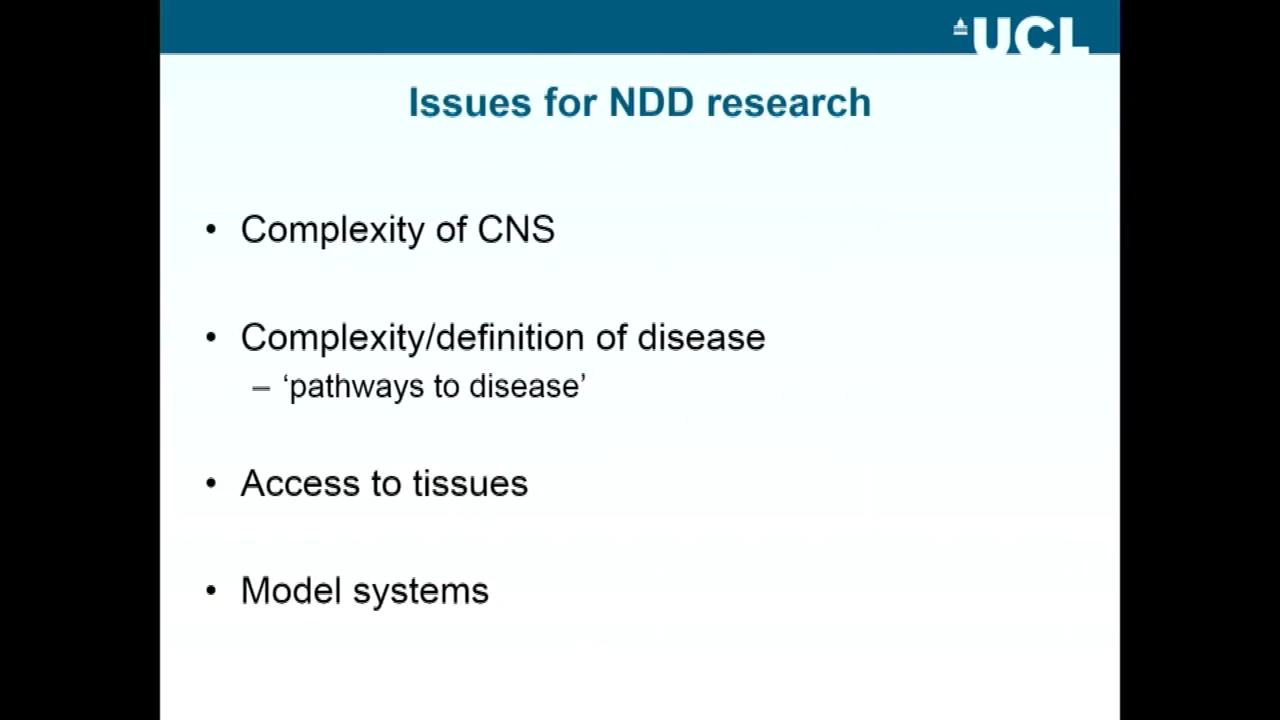 UCL
Issues for NDD research
• Complexity of CNS
• Complexity/definition of disease
– ‘pathways to disease’
• Access to tissues
• Model systems